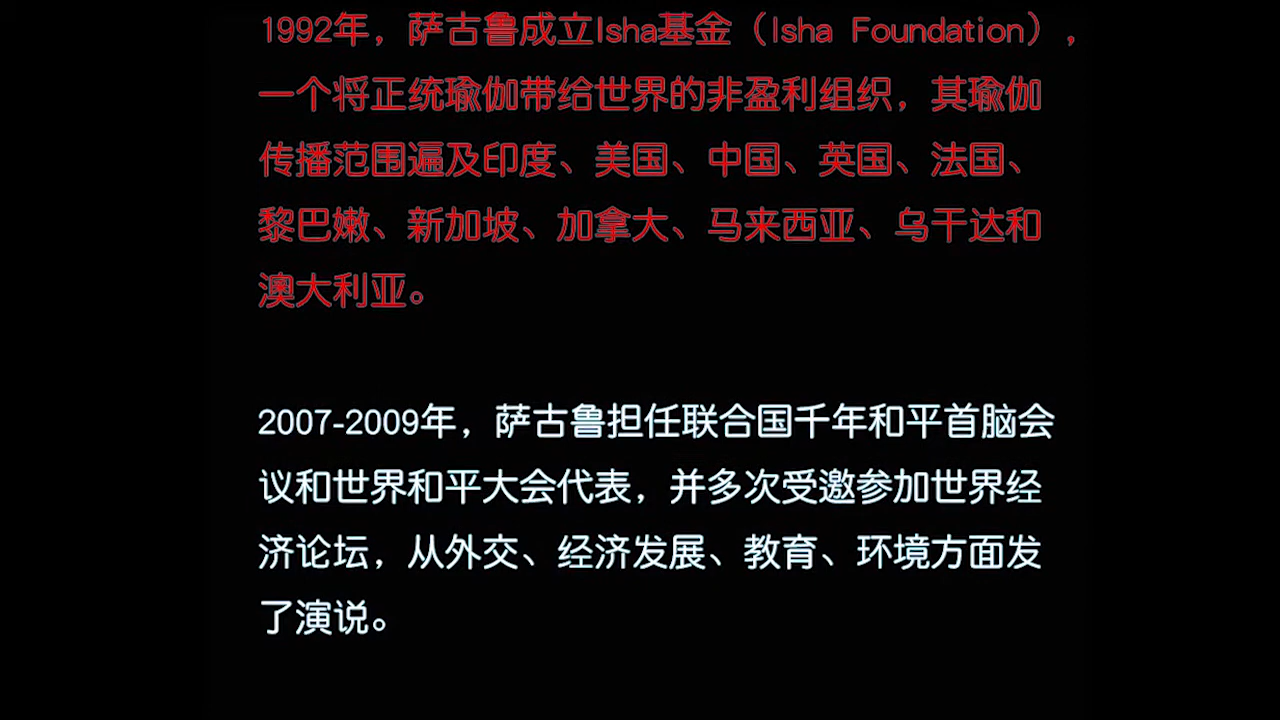 1992年，萨古鲁成立Isha基金（Isha Foundation），
一个将正统瑜伽带给世界的非盈利组织，其瑜伽
传播范围遍及印度、美国、中国、英国、法国、
黎巴嫩、新加坡、加拿大、马来西亚、乌干达和
澳大利亚。
2007-2009年，萨古鲁担任联合国千年和平首脑会
议和世界和平大会代表，并多次受邀参加世界经
济论坛，从外交、经济发展、教育、环境方面发
了演说。